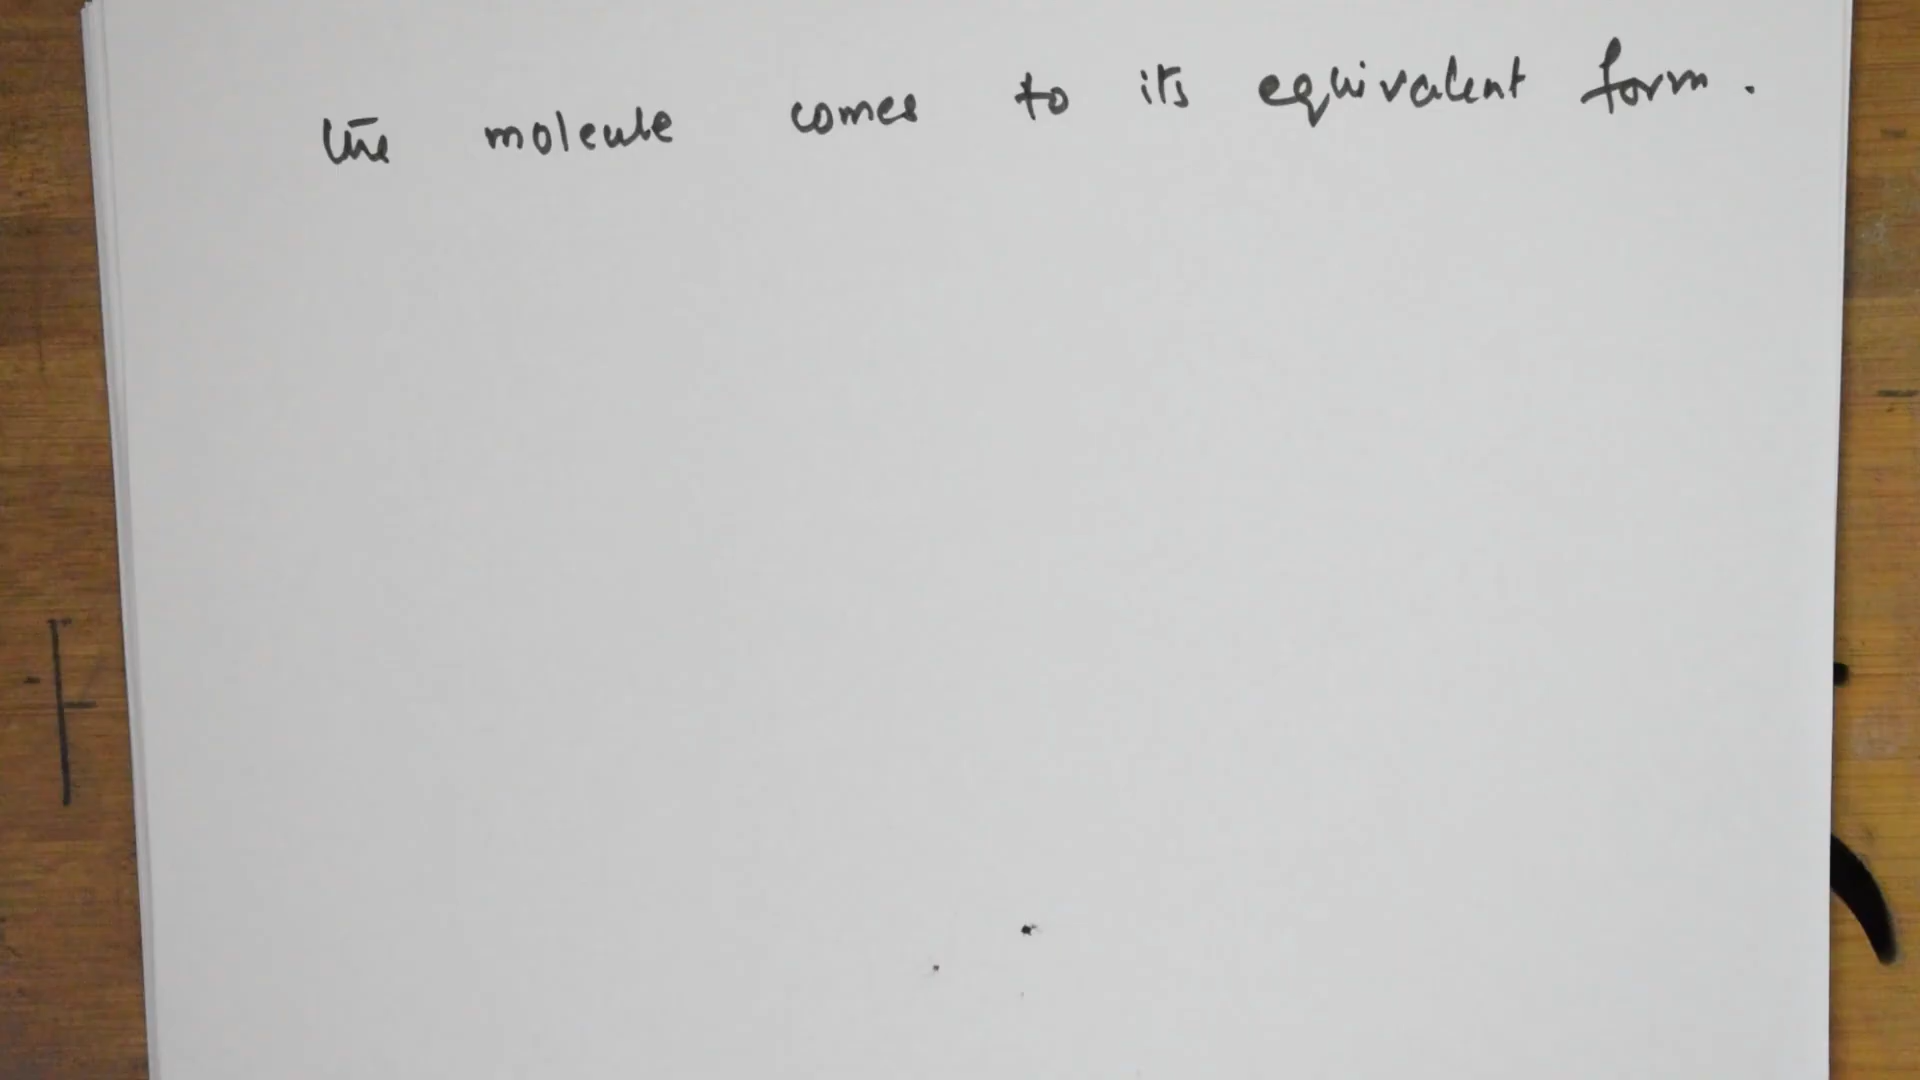 the molecule comes to its equivalent form.